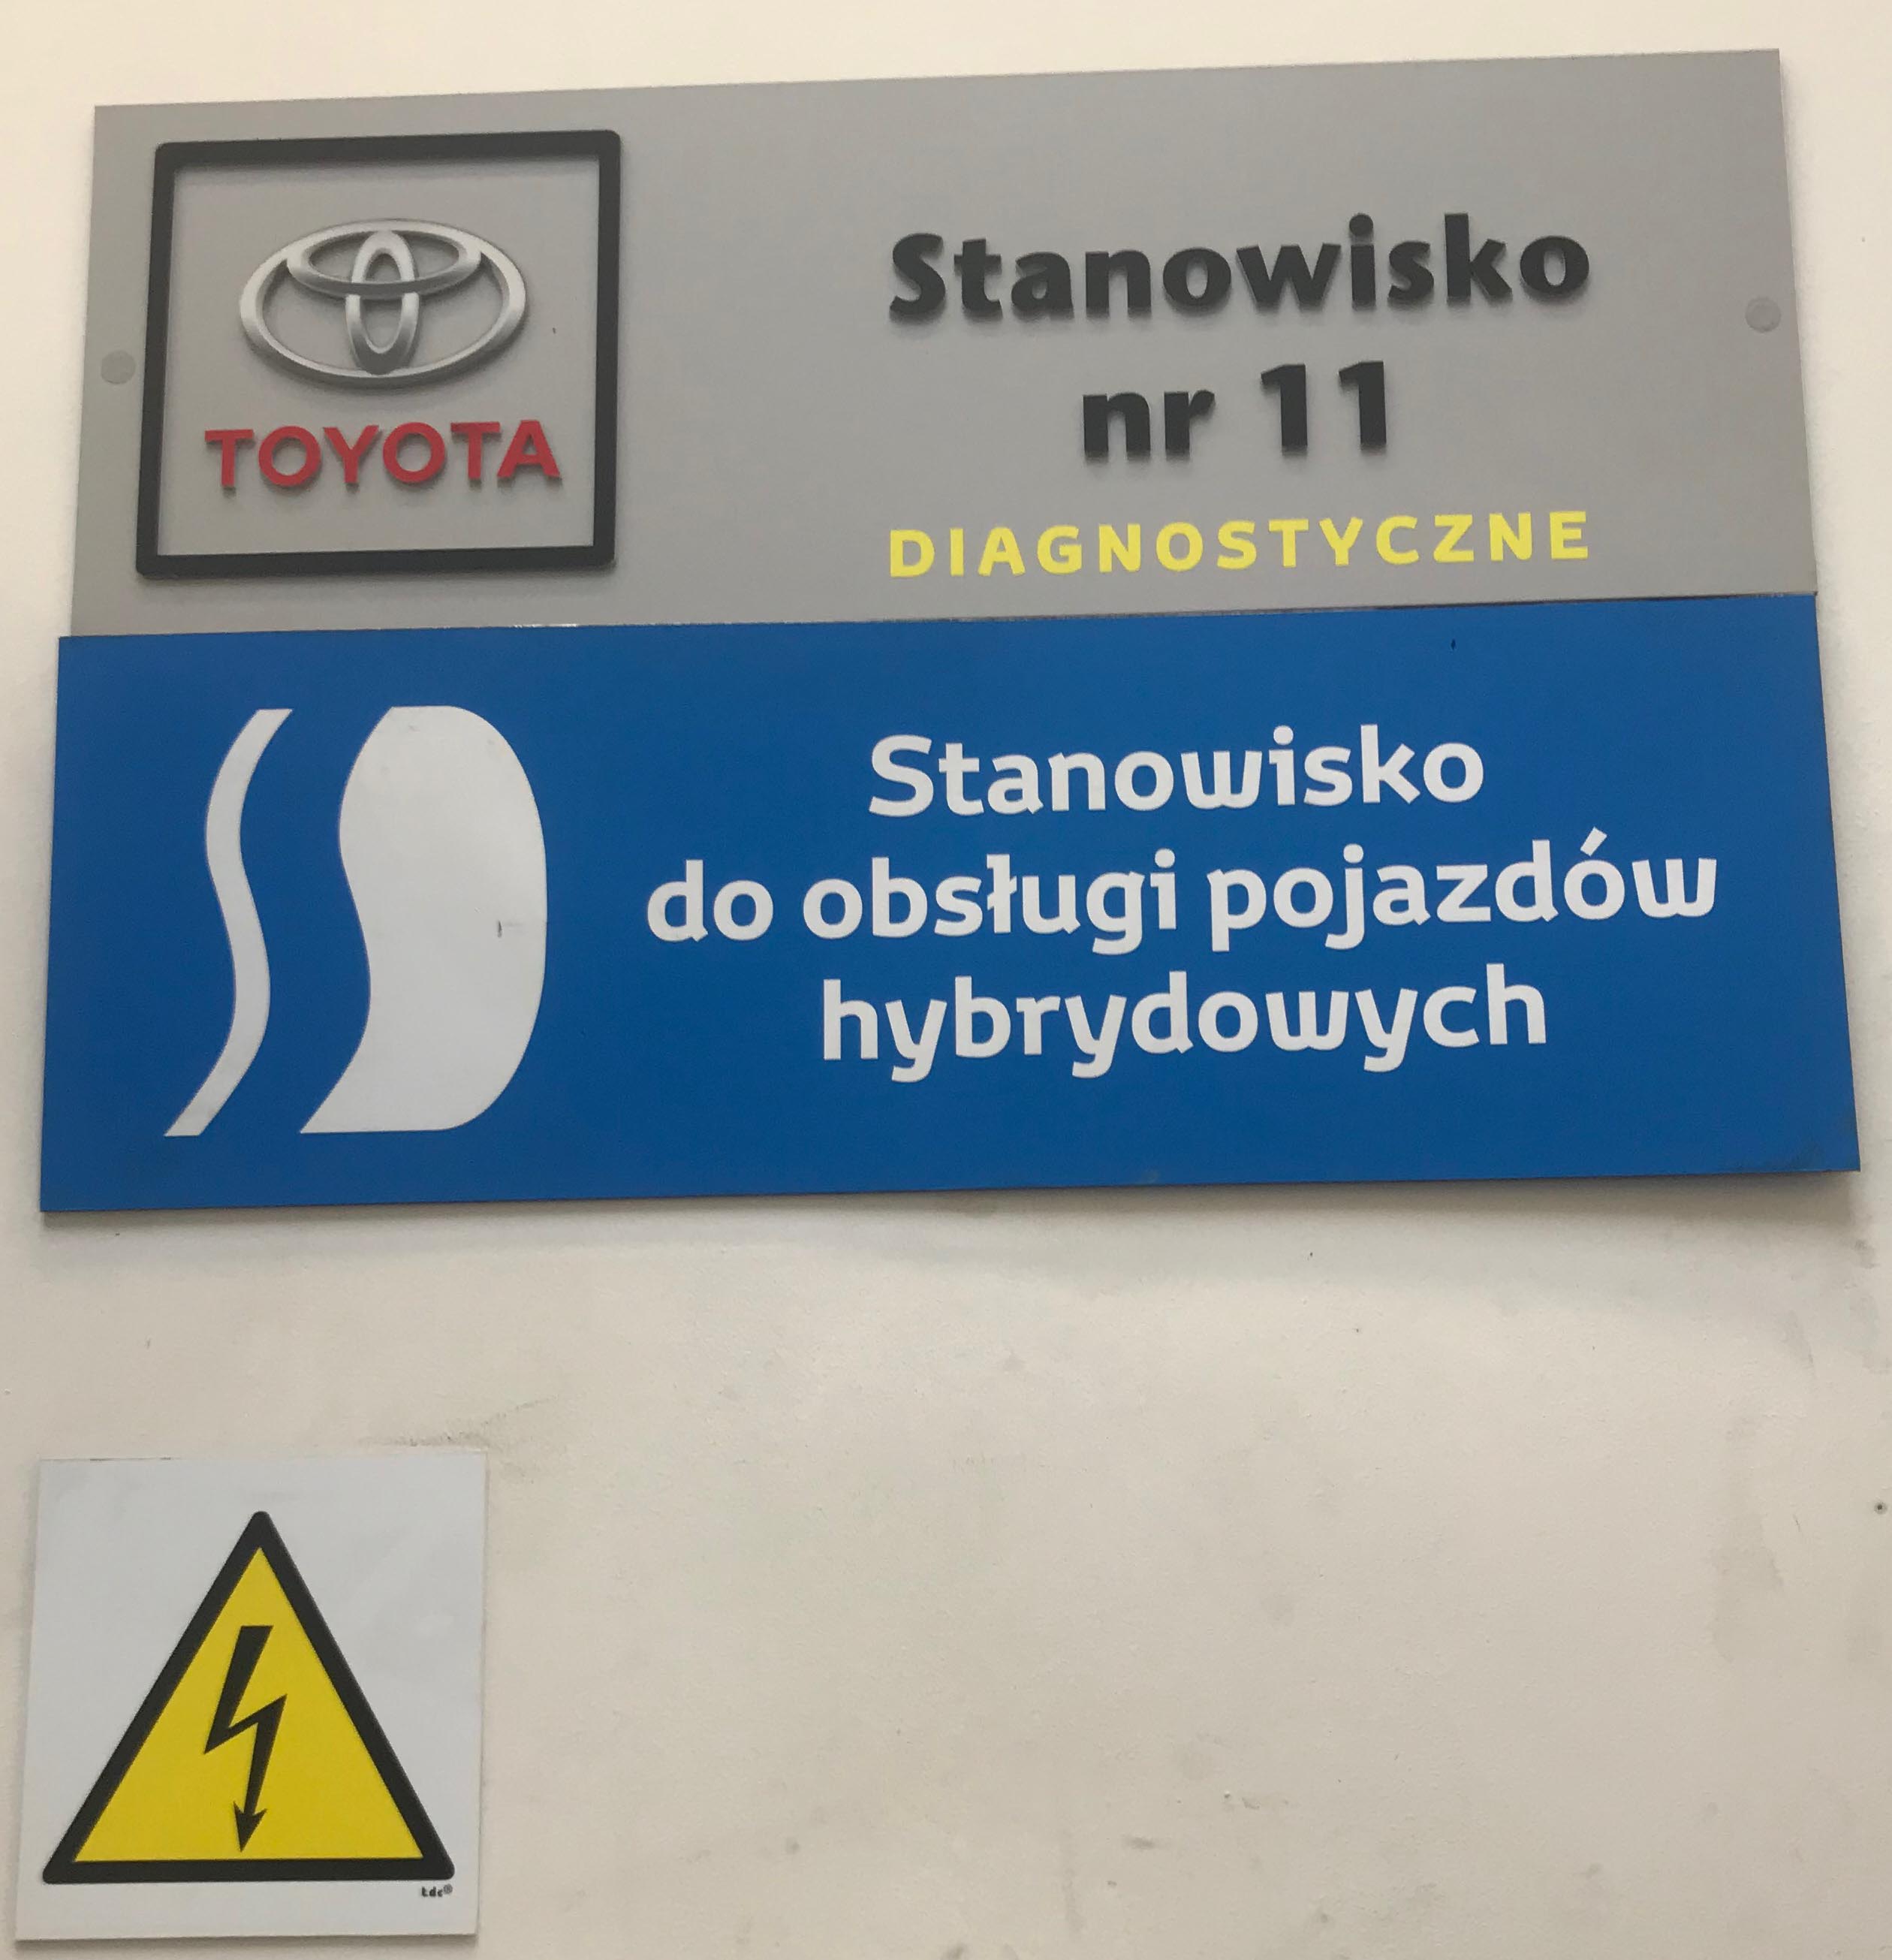 TOYOTA
Stanowisko
nr 11
DIAGNOSTYCZNE
Stanowisko
do obsługi pojazdów
hybrydowych